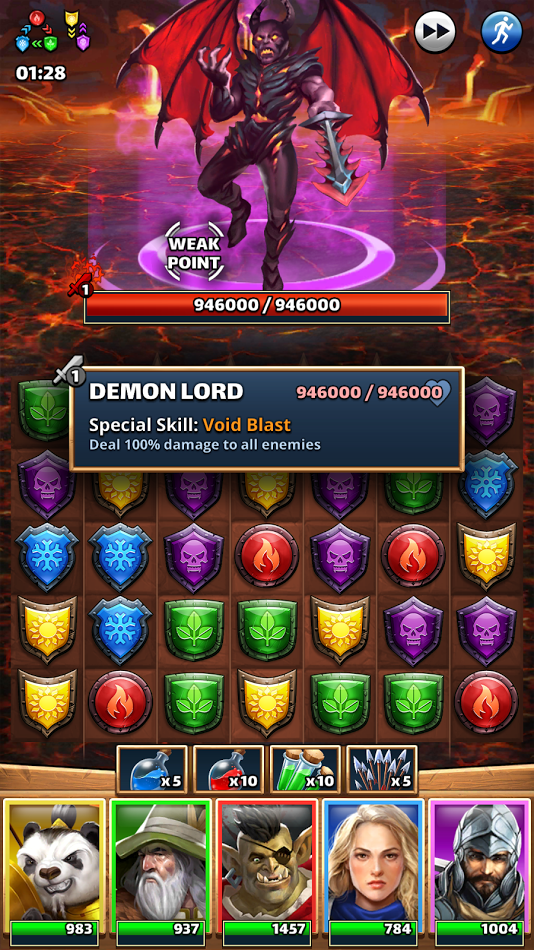 01:28
WEAK
POINT
1
946000 / 946000
1
DEMON LORD 946000 / 946000
Special Skill: Void Blast
Deal 100% damage to all enemies
x5 x10 x10 x5
983 937 1457 784 1004